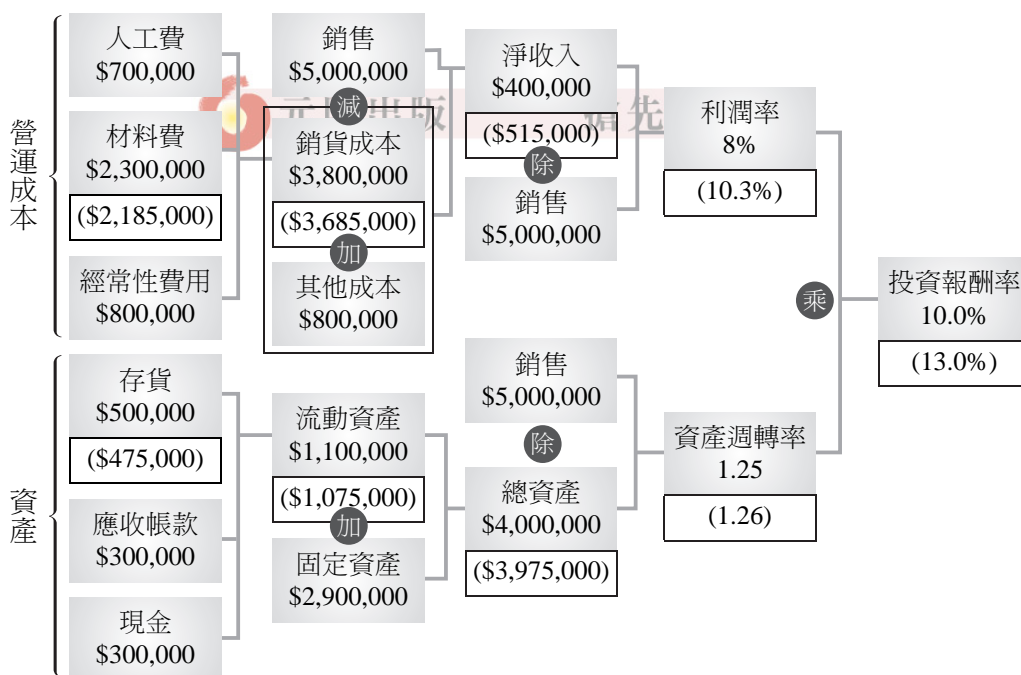 營運成本
人工費
$700,000
材料費
$2,300,000
($2,185,000)
經常性費用
$800,000
銷售
$5,000,000
減
銷貨成本
$3,800,000
($3,685,000)
加
其他成本
$800,000
淨收入
$400,000
($515,000)
除
銷售
$5,000,000
利潤率
8%
(10.3%)
乘
投資報酬率
10.0%
(13.0%)
資產
存貨
$500,000
($475,000)
應收帳款
$300,000
現金
$300,000
流動資產
$1,100,000
($1,075,000)
加
固定資產
$2,900,000
銷售
$5,000,000
除
總資產
$4,000,000
($3,975,000)
資產週轉率
1.25
(1.26)